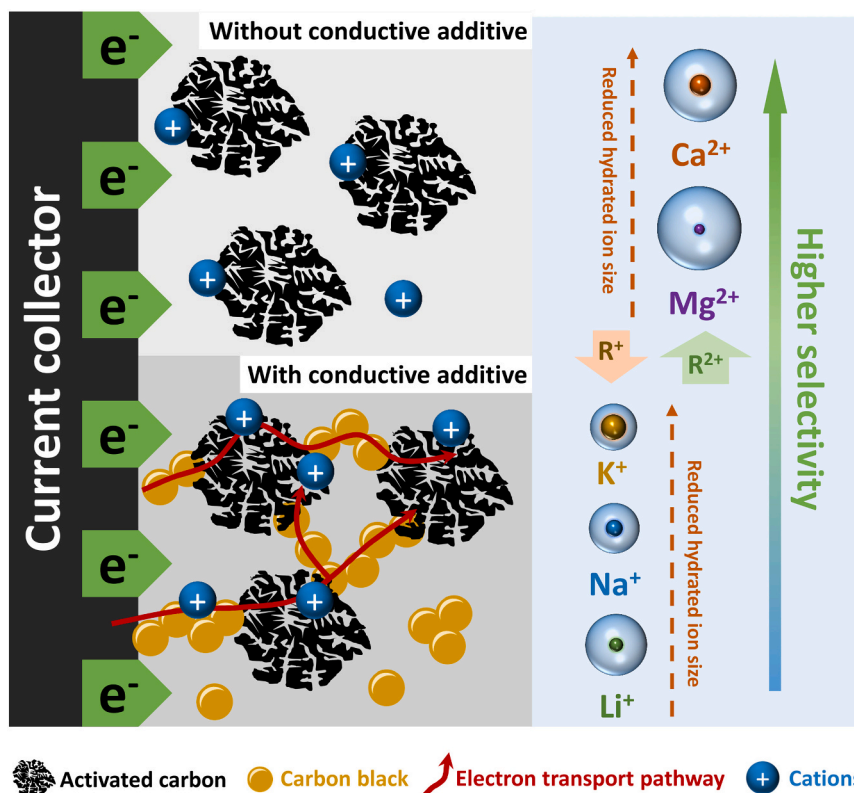 Current collector
e⁻
e⁻
e⁻
e⁻
e⁻
e⁻
Without conductive additive
+
+
+
+
With conductive additive
+
+
+
+
+
Reduced hydrated ion size
Ca²⁺
Mg²⁺
R⁺
R²⁺
K⁺
Na⁺
Li⁺
Reduced hydrated ion size
Higher selectivity
Activated carbon
Carbon black
Electron transport pathway
+
Cations